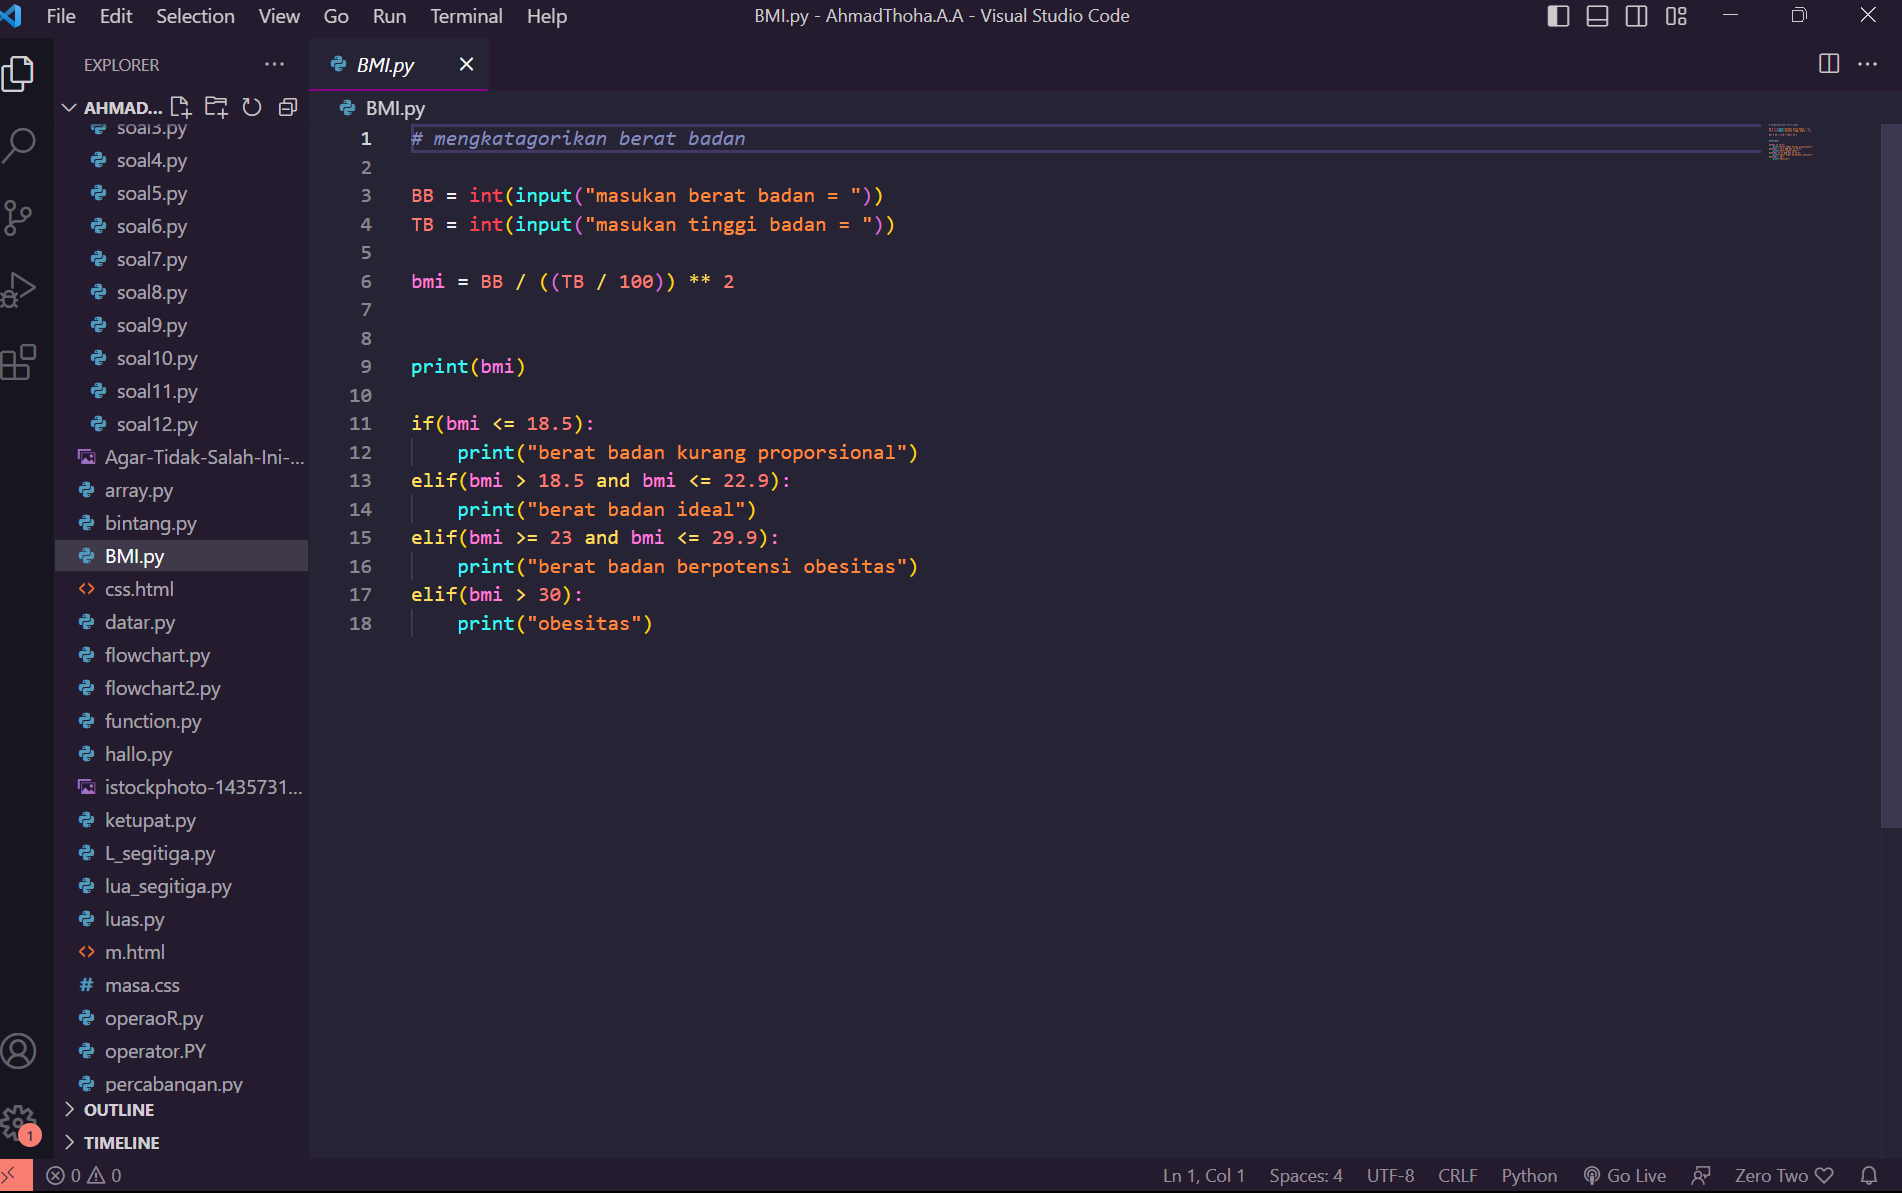 File Edit Selection View Go Run Terminal Help
BMI.py - AhmadThoha.A.A - Visual Studio Code
EXPLORER
AHMAD...
soal3.py
soal4.py
soal5.py
soal6.py
soal7.py
soal8.py
soal9.py
soal10.py
soal11.py
soal12.py
Agar-Tidak-Salah-Ini-...
array.py
bintang.py
BMI.py
css.html
datar.py
flowchart.py
flowchart2.py
function.py
hallo.py
istockphoto-1435731...
ketupat.py
L_segitiga.py
lua_segitiga.py
luas.py
m.html
masa.css
operaoR.py
operator.PY
percabangan.py
OUTLINE
TIMELINE
BMI.py
BMI.py
1 # mengkatagorikan berat badan
2
3 BB = int(input("masukan berat badan = "))
4 TB = int(input("masukan tinggi badan = "))
5
6 bmi = BB / ((TB / 100)) ** 2
7
8
9 print(bmi)
10
11 if(bmi <= 18.5):
12 print("berat badan kurang proporsional")
13 elif(bmi > 18.5 and bmi <= 22.9):
14 print("berat badan ideal")
15 elif(bmi >= 23 and bmi <= 29.9):
16 print("berat badan berpotensi obesitas")
17 elif(bmi > 30):
18 print("obesitas")
1
0 0
Ln 1, Col 1 Spaces: 4 UTF-8 CRLF Python Go Live Zero Two